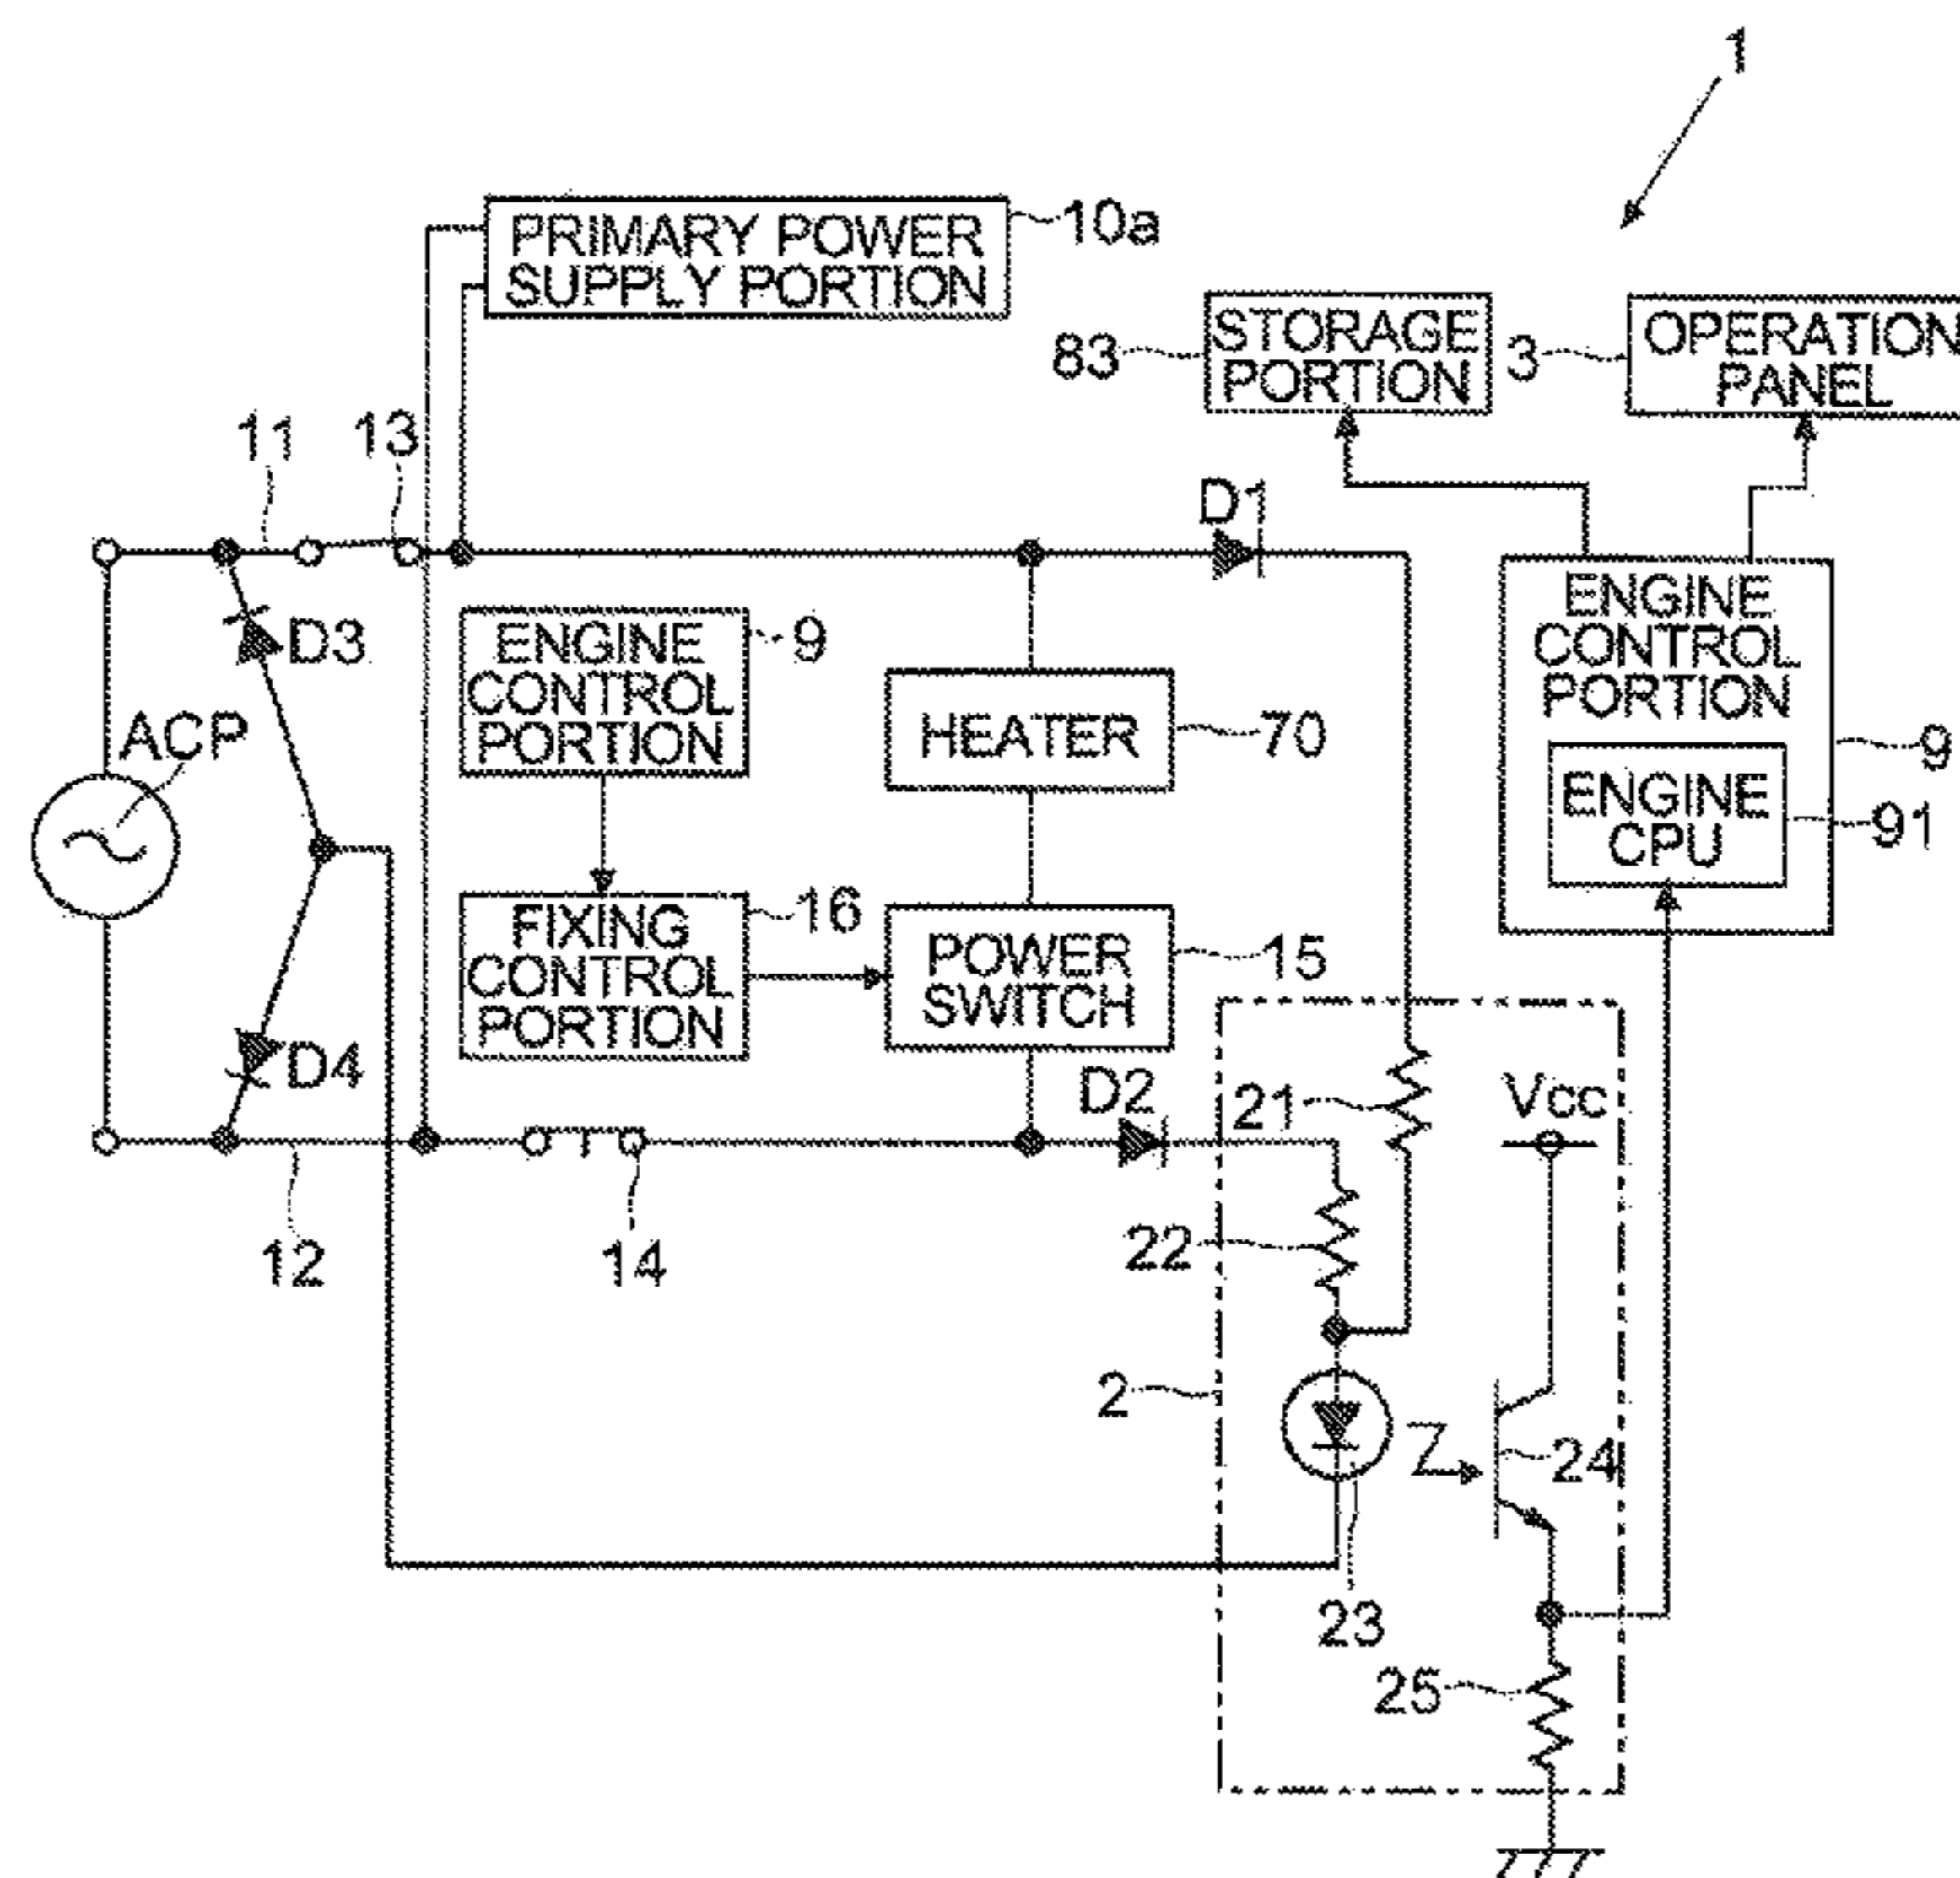 1
PRIMARY POWER
SUPPLY PORTION
10a
83
STORAGE
PORTION
3
OPERATION
PANEL
11
13
D1
D3
ENGINE
CONTROL
PORTION
9
HEATER
70
ENGINE
CONTROL
PORTION
9
ENGINE
CPU
91
ACP
FIXING
CONTROL
PORTION
16
POWER
SWITCH
15
D4
D2
21
Vcc
12
14
22
2
24
23
25